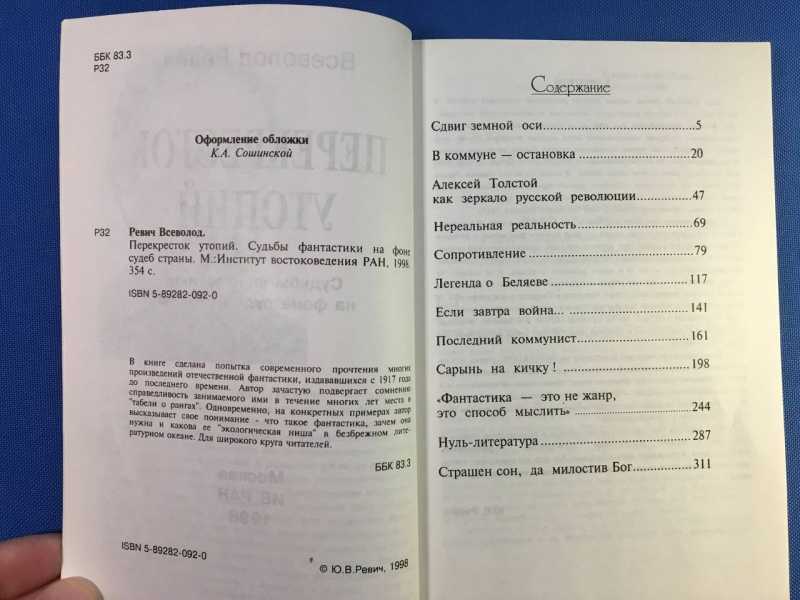 ББК 83.3
Р32
Оформление обложки
К.А. Сошинской
Р32
Ревич Всеволод.
Перекресток утопий. Судьбы фантастики на фоне
судеб страны. М.:Институт востоковедения РАН, 1998.
354 с.
ISBN 5-89282-092-0
В книге сделана попытка современного прочтения многих
произведений отечественной фантастики, издававшихся с 1917 года
до последнего времени. Автор зачастую подвергает сомнению
справедливость занимаемого ими в течение многих лет места в
"табели о рангах". Одновременно, на конкретных примерах автор
высказывает свое понимание - что такое фантастика, зачем она
нужна и какова ее "экологическая ниша" в безбрежном лите-
ратурном океане. Для широкого круга читателей.
ББК 83.3
ISBN 5-89282-092-0
© Ю.В.Ревич, 1998
Содержание
Сдвиг земной оси.....5
В коммуне — остановка.....20
Алексей Толстой
как зеркало русской революции.....47
Нереальная реальность.....69
Сопротивление.....79
Легенда о Беляеве.....117
Если завтра война.....141
Последний коммунист.....161
Сарынь на кичку!.....198
«Фантастика — это не жанр,
это способ мыслить».....244
Нуль-литература.....287
Страшен сон, да милостив Бог.....311